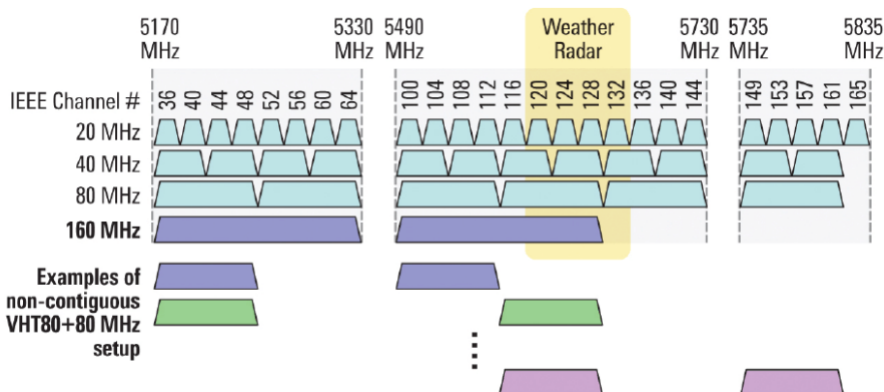 5170 MHz
5330 MHz
5490 MHz
Weather Radar
5730 MHz
5735 MHz
5835 MHz
IEEE Channel # 36 40 44 48 52 56 60 64 100 104 108 112 116 120 124 128 132 136 140 144 149 153 157 161 165
20 MHz
40 MHz
80 MHz
160 MHz
Examples of
non-contiguous
VHT80+80 MHz
setup